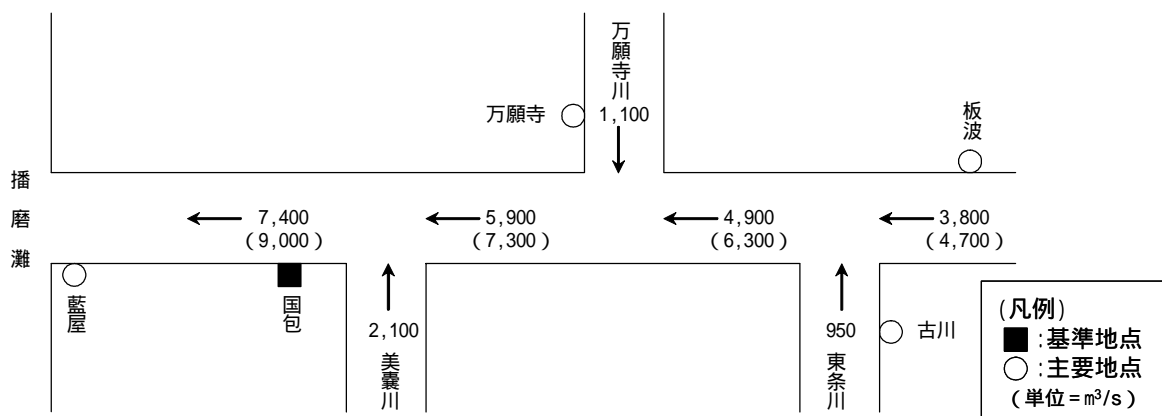 万願寺川
1,100
万願寺
板波
播磨灘
7,400
(9,000)
5,900
(7,300)
4,900
(6,300)
3,800
(4,700)
藍屋
国包
2,100
美嚢川
950
東条川
古川
(凡例)
■:基準地点
○:主要地点
(単位=m³/s)